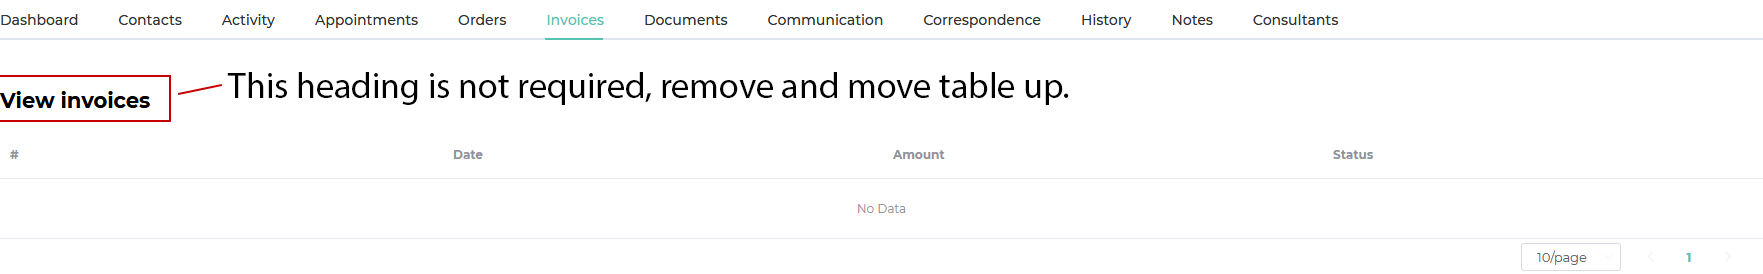 Dashboard Contacts Activity Appointments Orders Invoices Documents Communication Correspondence History Notes Consultants
This heading is not required, remove and move table up.
View invoices
# Date Amount Status
No Data
10/page 1